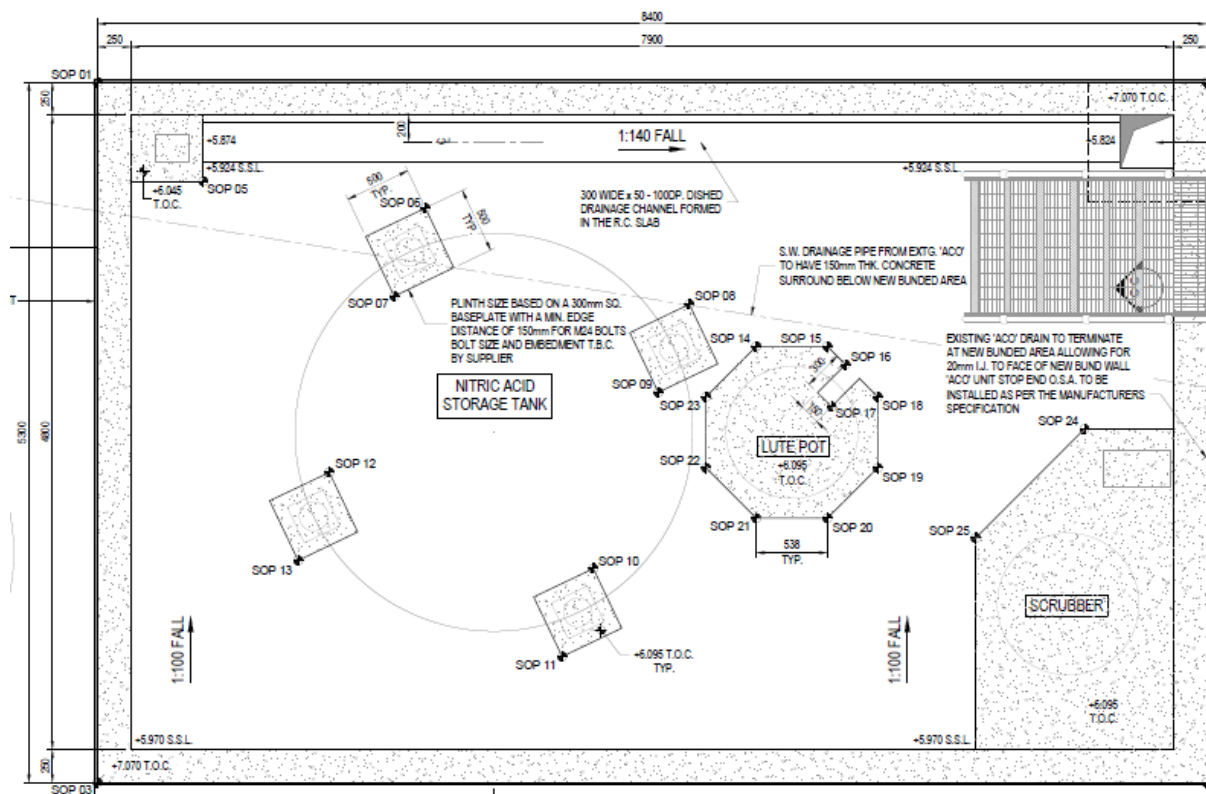 8400
250
7900
250
SOP 01
+7.070 T.O.C.
250
200
1:140 FALL
+5.874
+5.824
+5.924 S.S.L.
+5.924 S.S.L.
+6.045
T.O.C.
SOP 05
500
TYP.
SOP 06
500
TYP.
300 WIDE x 50 - 100DP. DISHED
DRAINAGE CHANNEL FORMED
IN THE R.C. SLAB
S.W. DRAINAGE PIPE FROM EXTG. 'ACO'
TO HAVE 150mm THK. CONCRETE
SURROUND BELOW NEW BUNDED AREA
SOP 07
SOP 08
PLINTH SIZE BASED ON A 300mm SQ.
BASEPLATE WITH A MIN. EDGE
DISTANCE OF 150mm FOR M24 BOLTS
BOLT SIZE AND EMBEDMENT T.B.C.
BY SUPPLIER
SOP 14
SOP 15
SOP 16
EXISTING 'ACO' DRAIN TO TERMINATE
AT NEW BUNDED AREA ALLOWING FOR
20mm I.J. TO FACE OF NEW BUND WALL
'ACO' UNIT STOP END O.S.A. TO BE
INSTALLED AS PER THE MANUFACTURERS
SPECIFICATION
300
150
NITRIC ACID
STORAGE TANK
SOP 09
SOP 23
SOP 17
SOP 18
SOP 24
5300
4800
LUTE POT
+6.095
T.O.C.
SOP 12
SOP 22
SOP 19
SOP 21
SOP 20
SOP 25
538
TYP.
SOP 13
SOP 10
SCRUBBER
1:100 FALL
1:100 FALL
SOP 11
+6.095 T.O.C.
TYP.
+6.095
T.O.C.
+5.970 S.S.L.
+5.970 S.S.L.
250
+7.070 T.O.C.
SOP 03